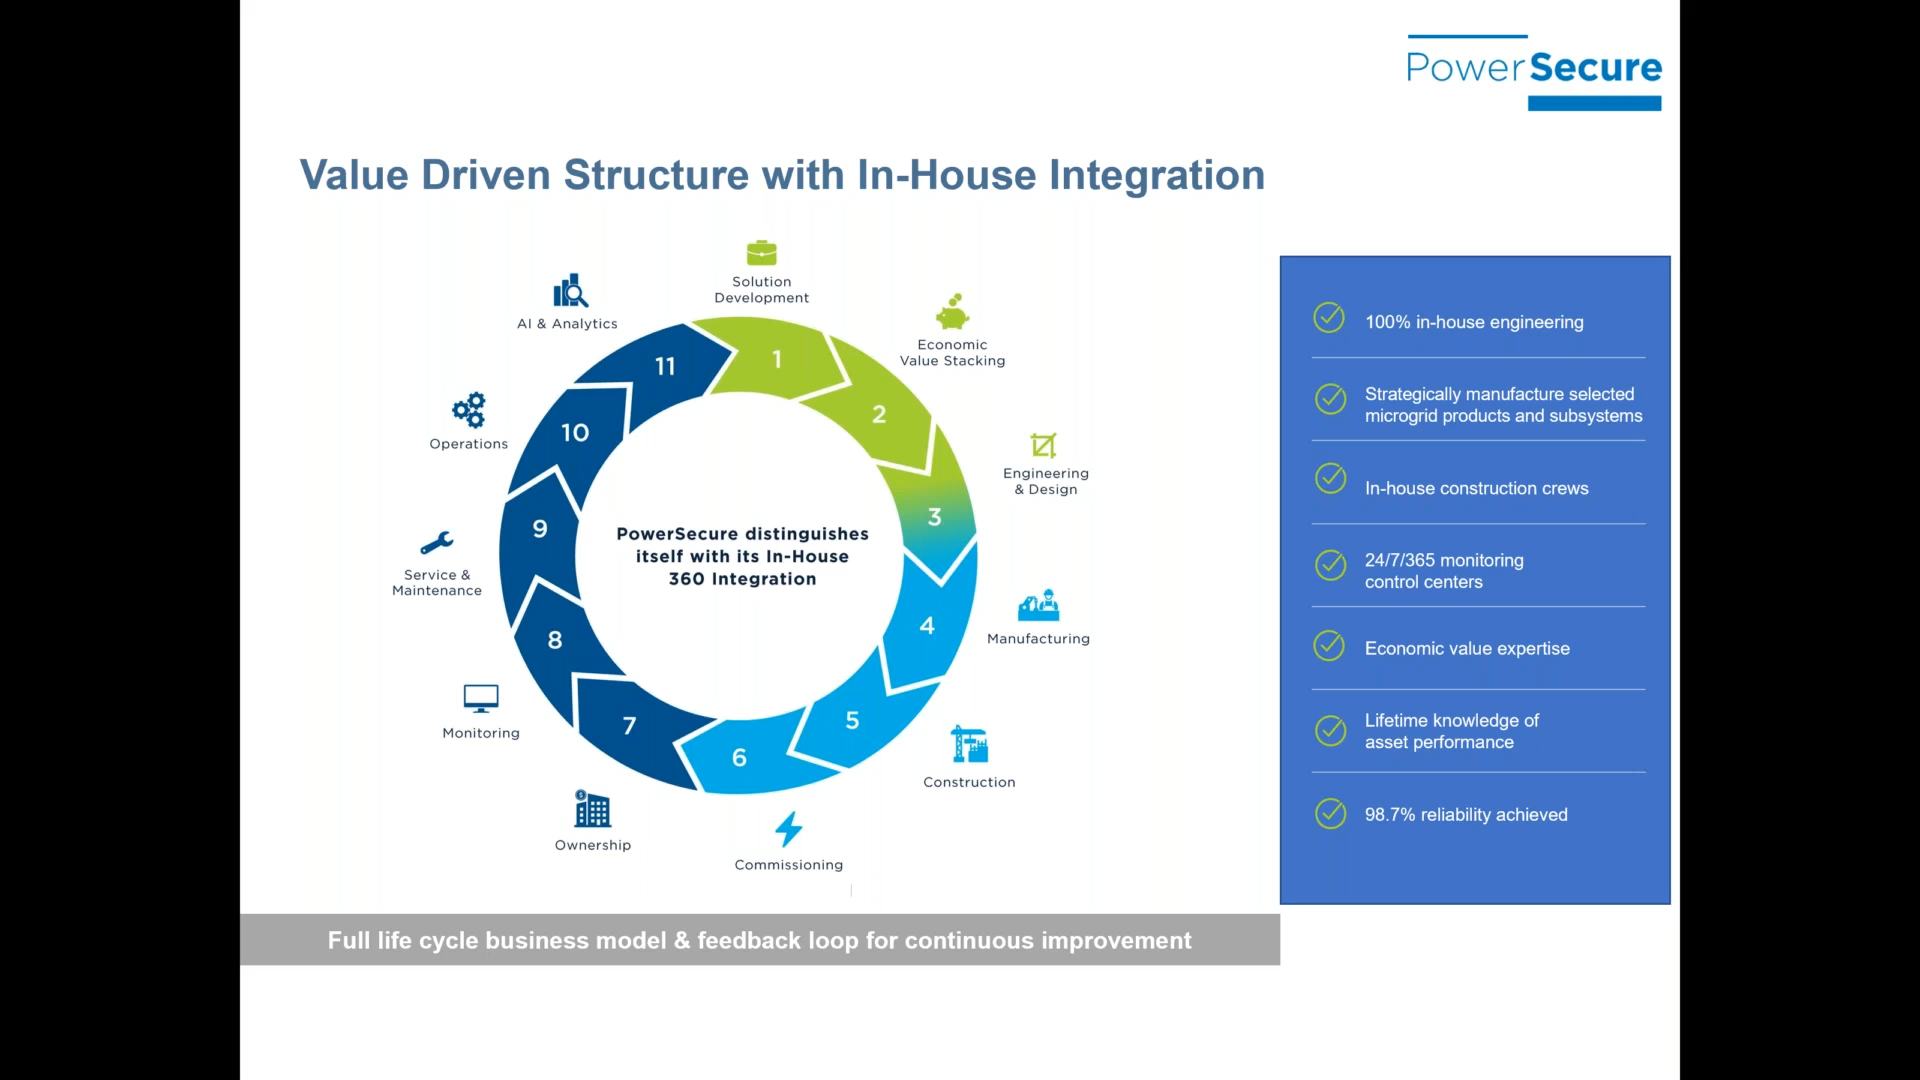 PowerSecure
Value Driven Structure with In-House Integration
Solution
Development
Economic
Value Stacking
Engineering
& Design
Manufacturing
Construction
Commissioning
Ownership
Monitoring
Service &
Maintenance
Operations
AI & Analytics
1
2
3
4
5
6
7
8
9
10
11
PowerSecure distinguishes
itself with its In-House
360 Integration
100% in-house engineering
Strategically manufacture selected
microgrid products and subsystems
In-house construction crews
24/7/365 monitoring
control centers
Economic value expertise
Lifetime knowledge of
asset performance
98.7% reliability achieved
Full life cycle business model & feedback loop for continuous improvement